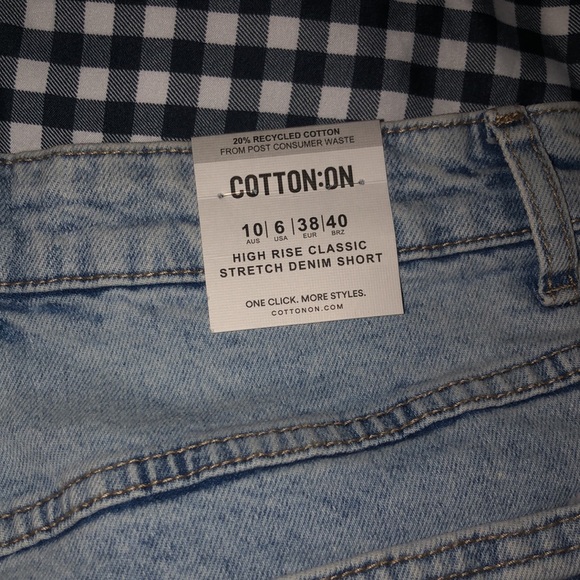 20% RECYCLED COTTON
FROM POST CONSUMER WASTE
COTTON:ON
10| 6 |38|40
AUS USA EUR BRZ
HIGH RISE CLASSIC
STRETCH DENIM SHORT
ONE CLICK. MORE STYLES.
COTTONON.COM